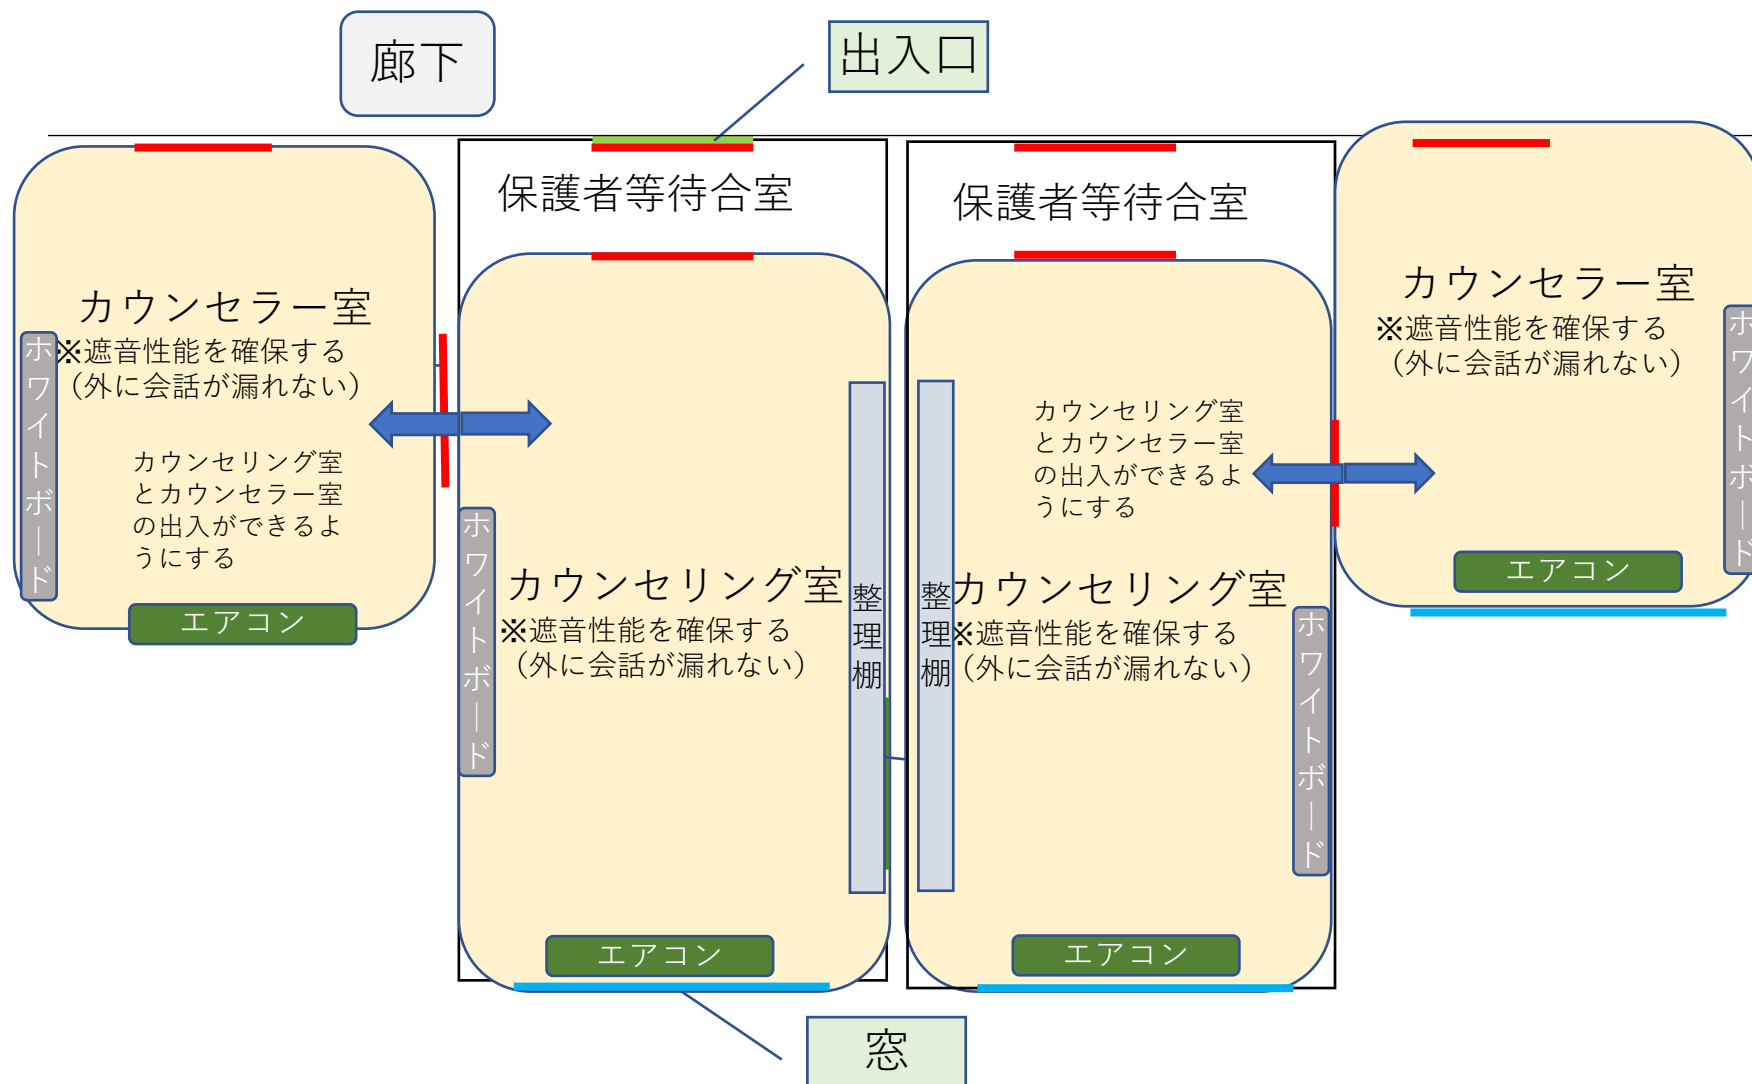 廊下
出入口
保護者等待合室
保護者等待合室
カウンセラー室
※遮音性能を確保する
（外に会話が漏れない）
カウンセリング室
とカウンセラー室
の出入ができるよ
うにする
ホワイトボード
エアコン
ホワイトボード
カウンセリング室
※遮音性能を確保する
（外に会話が漏れない）
整理棚
エアコン
整理棚
カウンセリング室
とカウンセラー室
の出入ができるよ
うにする
カウンセリング室
※遮音性能を確保する
（外に会話が漏れない）
ホワイトボード
エアコン
カウンセラー室
※遮音性能を確保する
（外に会話が漏れない）
ホワイトボード
エアコン
窓